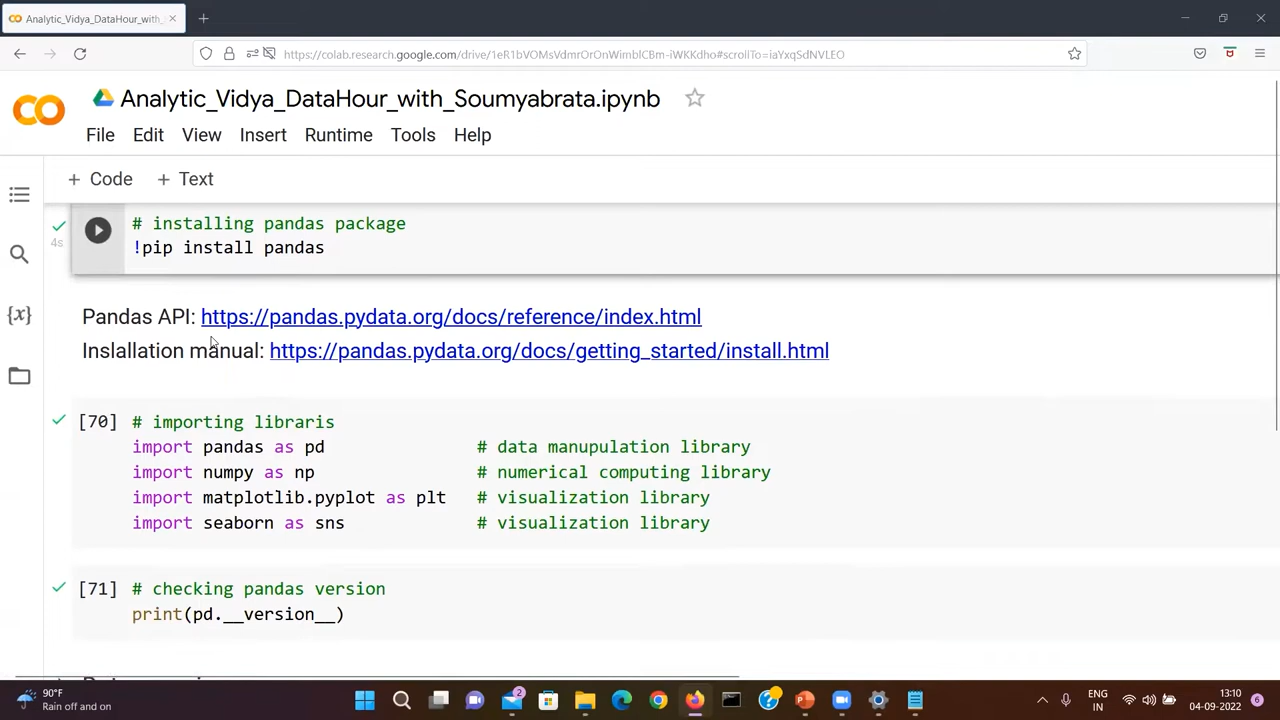 Analytic_Vidya_DataHour_with_S
https://colab.research.google.com/drive/1eR1bVOMsVdmrOrOnWimblCBm-iWKKdho#scrollTo=iaYxqSdNVLEO
Analytic_Vidya_DataHour_with_Soumyabrata.ipynb
File Edit View Insert Runtime Tools Help
+ Code + Text
# installing pandas package
4s
!pip install pandas
Pandas API: https://pandas.pydata.org/docs/reference/index.html
Inslallation manual: https://pandas.pydata.org/docs/getting_started/install.html
{x}
[70] # importing libraris
import pandas as pd # data manupulation library
import numpy as np # numerical computing library
import matplotlib.pyplot as plt # visualization library
import seaborn as sns # visualization library
[71] # checking pandas version
print(pd.__version__)
90°F
Rain off and on
2
ENG
IN
13:10
04-09-2022
6